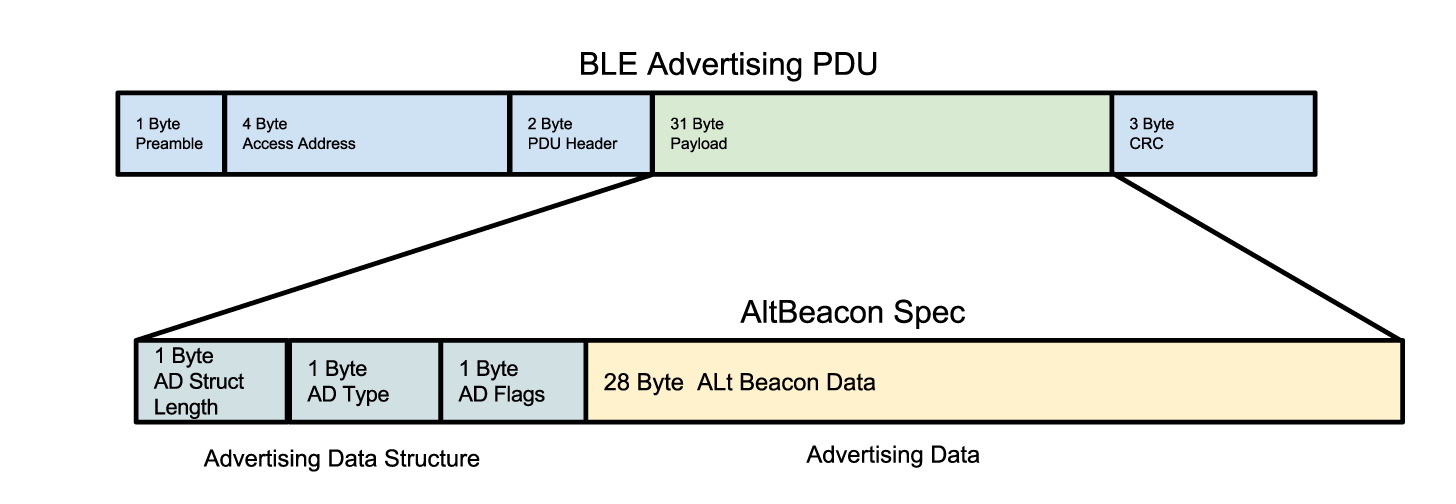 BLE Advertising PDU
1 Byte
Preamble
4 Byte
Access Address
2 Byte
PDU Header
31 Byte
Payload
3 Byte
CRC
AltBeacon Spec
1 Byte
AD Struct
Length
1 Byte
AD Type
1 Byte
AD Flags
28 Byte  ALt Beacon Data
Advertising Data Structure
Advertising Data